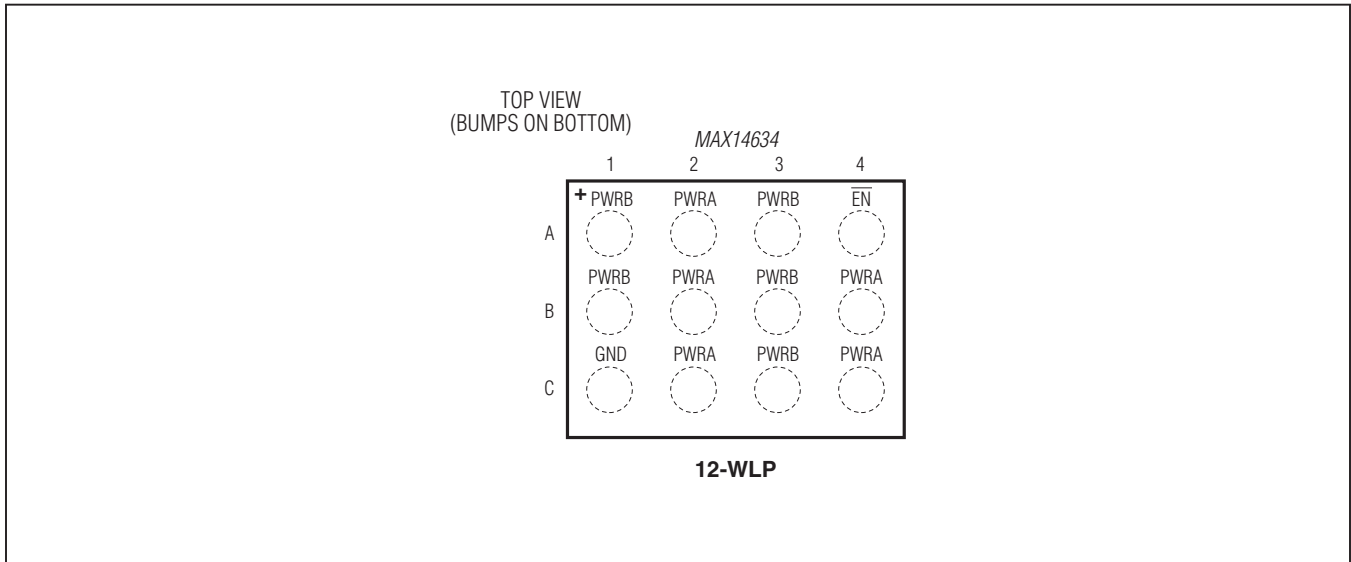 TOP VIEW
(BUMPS ON BOTTOM)
MAX14634
1 2 3 4
+ PWRB PWRA PWRB E̅N̅
A
PWRB PWRA PWRB PWRA
B
GND PWRA PWRB PWRA
C
12-WLP